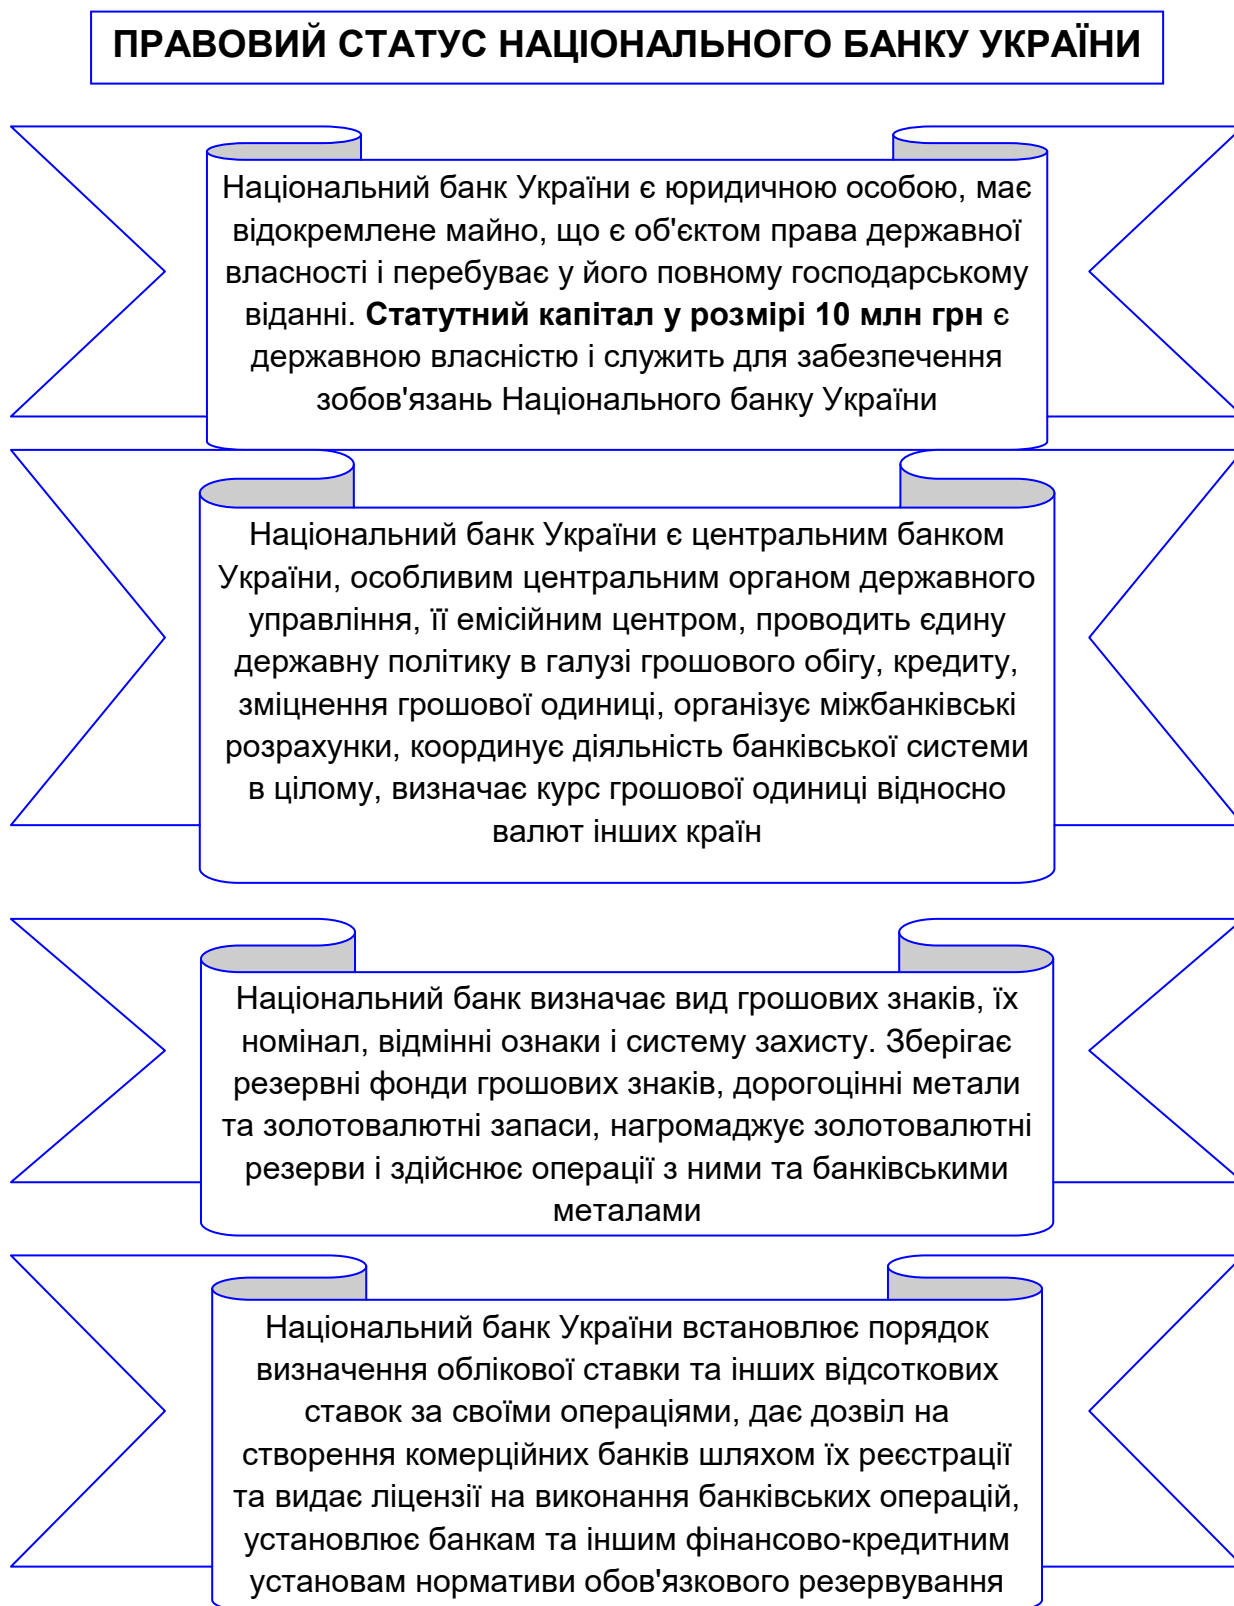 ПРАВОВИЙ СТАТУС НАЦІОНАЛЬНОГО БАНКУ УКРАЇНИ
Національний банк України є юридичною особою, має
відокремлене майно, що є об'єктом права державної
власності і перебуває у його повному господарському
віданні. Статутний капітал у розмірі 10 млн грн є
державною власністю і служить для забезпечення
зобов'язань Національного банку України
Національний банк України є центральним банком
України, особливим центральним органом державного
управління, її емісійним центром, проводить єдину
державну політику в галузі грошового обігу, кредиту,
зміцнення грошової одиниці, організує міжбанківські
розрахунки, координує діяльність банківської системи
в цілому, визначає курс грошової одиниці відносно
валют інших країн
Національний банк визначає вид грошових знаків, їх
номінал, відмінні ознаки і систему захисту. Зберігає
резервні фонди грошових знаків, дорогоцінні метали
та золотовалютні запаси, нагромаджує золотовалютні
резерви і здійснює операції з ними та банківськими
металами
Національний банк України встановлює порядок
визначення облікової ставки та інших відсоткових
ставок за своїми операціями, дає дозвіл на
створення комерційних банків шляхом їх реєстрації
та видає ліцензії на виконання банківських операцій,
установлює банкам та іншим фінансово-кредитним
установам нормативи обов'язкового резервування